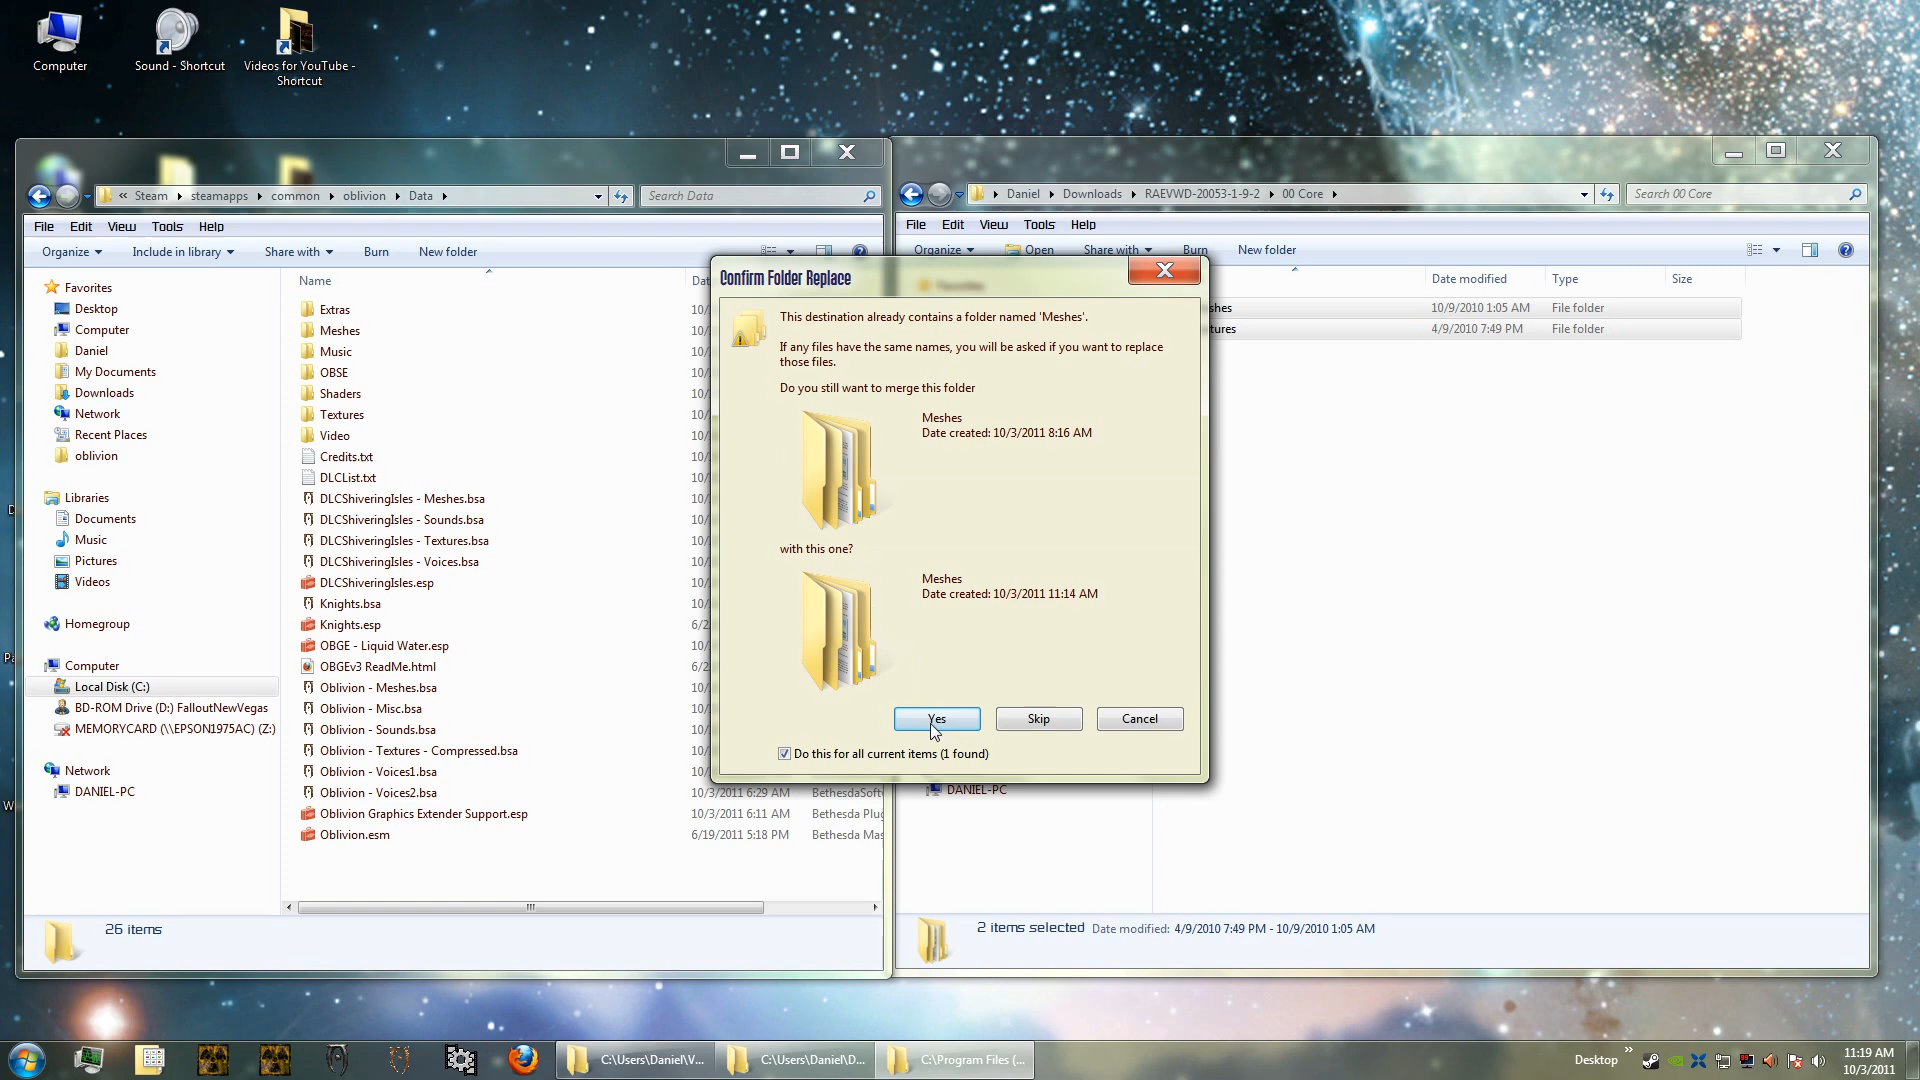 Computer
Sound - Shortcut
Videos for YouTube -
Shortcut
« Steam steamapps common oblivion Data
Search Data
File Edit View Tools Help
Organize Include in library Share with Burn New folder
Favorites
Desktop
Computer
Daniel
My Documents
Downloads
Network
Recent Places
oblivion
Libraries
Documents
Music
Pictures
Videos
Homegroup
Computer
Local Disk (C:)
BD-ROM Drive (D:) FalloutNewVegas
MEMORYCARD (\\EPSON1975AC) (Z:)
Network
DANIEL-PC
Name
Extras
Meshes
Music
OBSE
Shaders
Textures
Video
Credits.txt
DLCList.txt
DLCShiveringIsles - Meshes.bsa
DLCShiveringIsles - Sounds.bsa
DLCShiveringIsles - Textures.bsa
DLCShiveringIsles - Voices.bsa
DLCShiveringIsles.esp
Knights.bsa
Knights.esp
OBGE - Liquid Water.esp
OBGEv3 ReadMe.html
Oblivion - Meshes.bsa
Oblivion - Misc.bsa
Oblivion - Sounds.bsa
Oblivion - Textures - Compressed.bsa
Oblivion - Voices1.bsa
Oblivion - Voices2.bsa 10/3/2011 6:29 AM BethesdaSoft
Oblivion Graphics Extender Support.esp 10/3/2011 6:11 AM Bethesda Plu
Oblivion.esm 6/19/2011 5:18 PM Bethesda Mas
26 items
Daniel Downloads RAEVWD-20053-1-9-2 00 Core
Search 00 Core
File Edit View Tools Help
Organize Open Share with Burn New folder
Favorites
Date modified Type Size
shes 10/9/2010 1:05 AM File folder
tures 4/9/2010 7:49 PM File folder
DANIEL-PC
2 items selected Date modified: 4/9/2010 7:49 PM - 10/9/2010 1:05 AM
Confirm Folder Replace
This destination already contains a folder named 'Meshes'.
If any files have the same names, you will be asked if you want to replace
those files.
Do you still want to merge this folder
Meshes
Date created: 10/3/2011 8:16 AM
with this one?
Meshes
Date created: 10/3/2011 11:14 AM
Yes Skip Cancel
Do this for all current items (1 found)
C:\Users\Daniel\V...
C:\Users\Daniel\D...
C:\Program Files (...
Desktop »
11:19 AM
10/3/2011